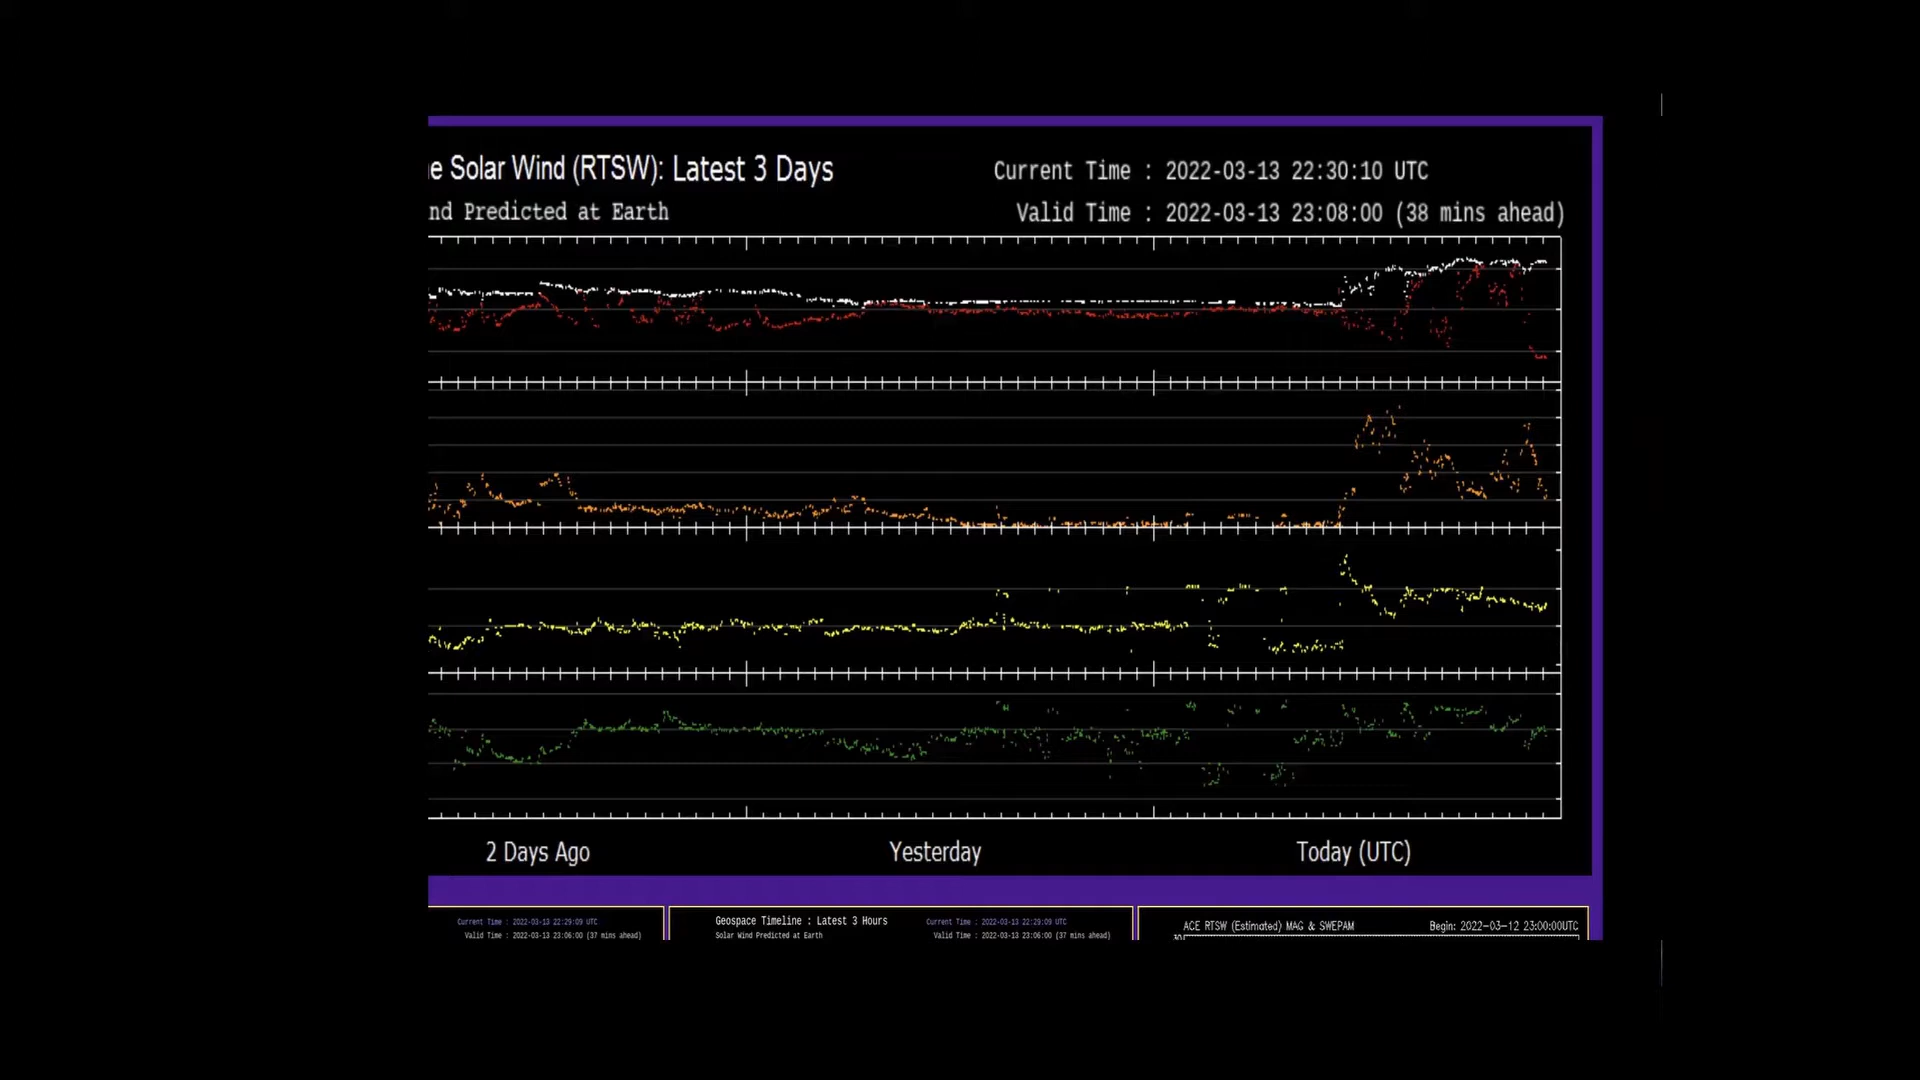 e Solar Wind (RTSW): Latest 3 Days
Current Time : 2022-03-13 22:30:10 UTC
nd Predicted at Earth
Valid Time : 2022-03-13 23:08:00 (38 mins ahead)
2 Days Ago
Yesterday
Today (UTC)
Current Time : 2022-03-13 22:29:09 UTC
Valid Time : 2022-03-13 23:06:00 (37 mins ahead)
Geospace Timeline : Latest 3 Hours
Current Time : 2022-03-13 22:29:09 UTC
Solar Wind Predicted at Earth
Valid Time : 2022-03-13 23:06:00 (37 mins ahead)
ACE RTSW (Estimated) MAG & SWEPAM
Begin: 2022-03-12 23:00:00UTC